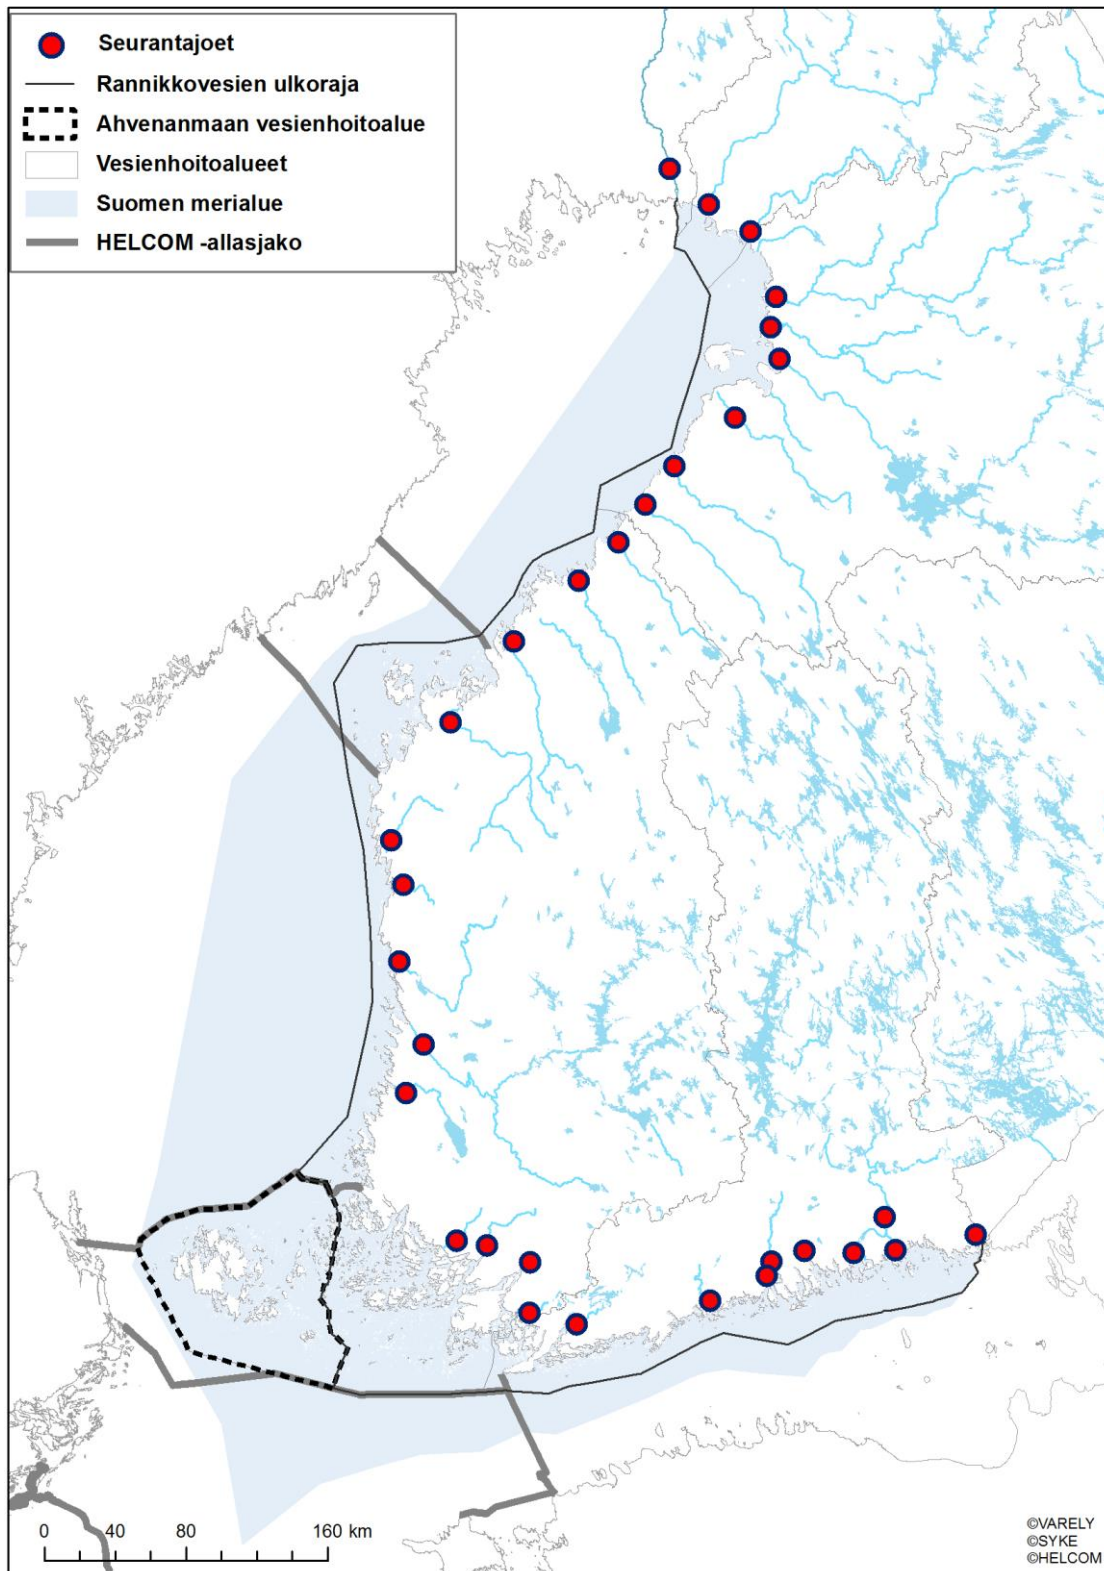 Seurantajoet
Rannikkovesien ulkoraja
Ahvenanmaan vesienhoitoalue
Vesienhoitoalueet
Suomen merialue
HELCOM -allasjako
0 40 80 160 km
©VARELY
©SYKE
©HELCOM